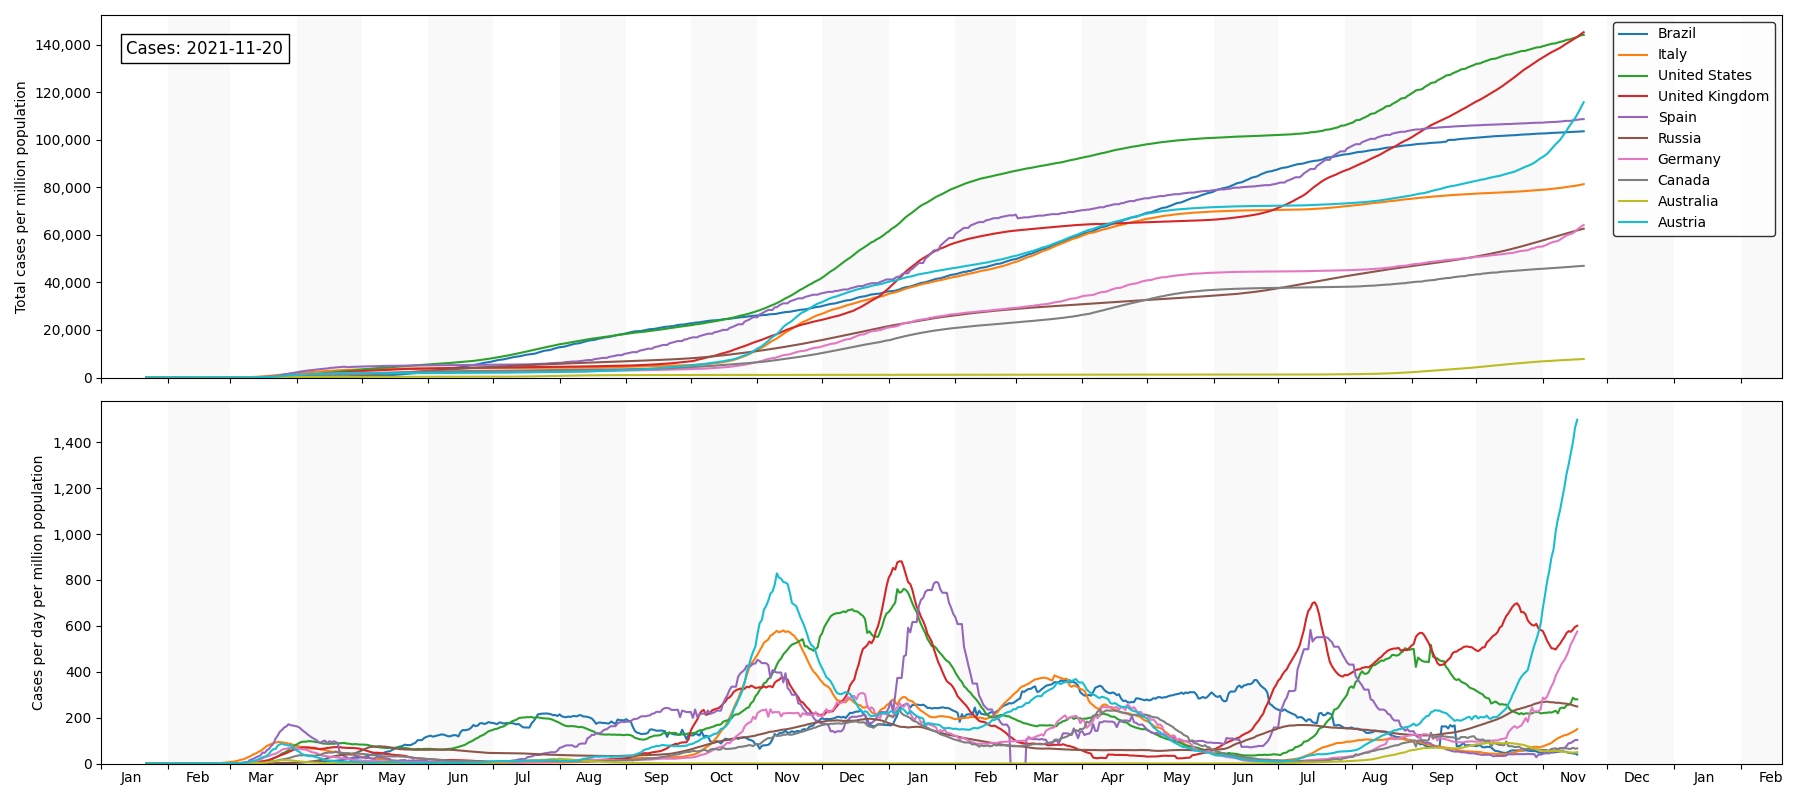 Cases: 2021-11-20
Total cases per million population
140,000
120,000
100,000
80,000
60,000
40,000
20,000
0
Brazil
Italy
United States
United Kingdom
Spain
Russia
Germany
Canada
Australia
Austria
Cases per day per million population
1,400
1,200
1,000
800
600
400
200
0
Jan Feb Mar Apr May Jun Jul Aug Sep Oct Nov Dec Jan Feb Mar Apr May Jun Jul Aug Sep Oct Nov Dec Jan Feb